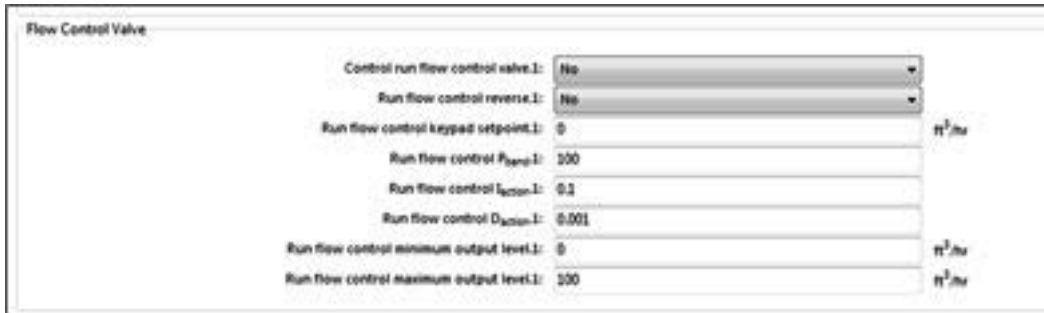 Flow Control Valve
Control run flow control valve.1: No
Run flow control reverse.1: No
Run flow control keypad setpoint.1: 0 ft³/hr
Run flow control Pband.1: 100
Run flow control Iaction.1: 0.1
Run flow control Daction.1: 0.001
Run flow control minimum output level.1: 0 ft³/hr
Run flow control maximum output level.1: 100 ft³/hr